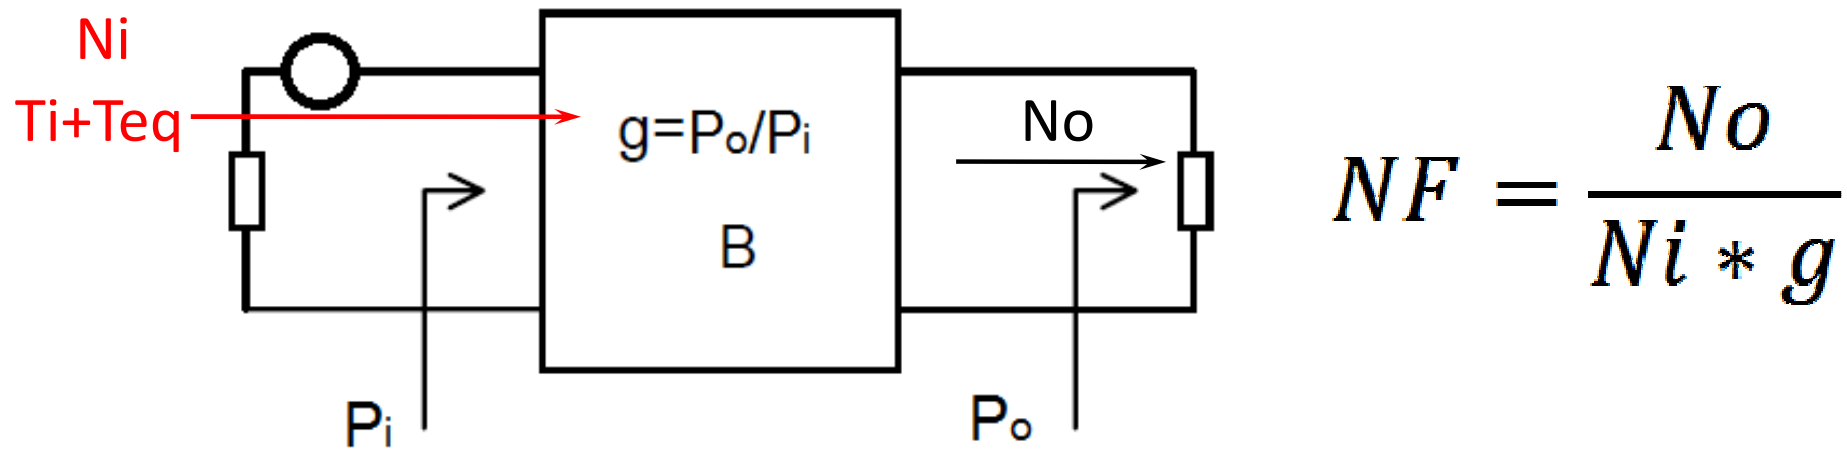 Ni
Ti+Teq
g=Po/Pi
B
No
Pi
Po
NF = No / Ni * g